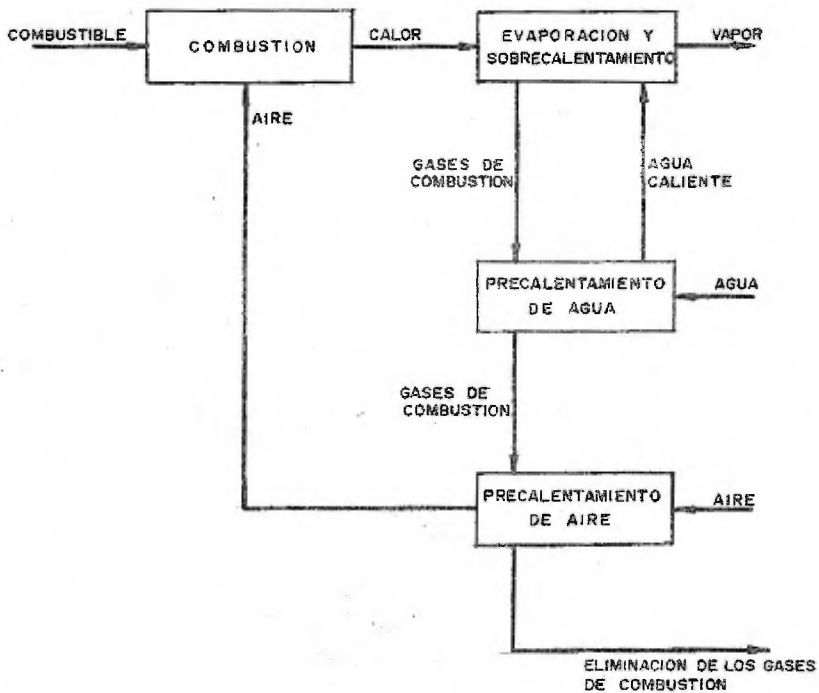 COMBUSTIBLE
COMBUSTION
CALOR
EVAPORACION Y
SOBRECALENTAMIENTO
VAPOR
AIRE
GASES DE
COMBUSTION
AGUA
CALIENTE
PRECALENTAMIENTO
DE AGUA
AGUA
GASES DE
COMBUSTION
PRECALENTAMIENTO
DE AIRE
AIRE
ELIMINACION DE LOS GASES
DE COMBUSTION